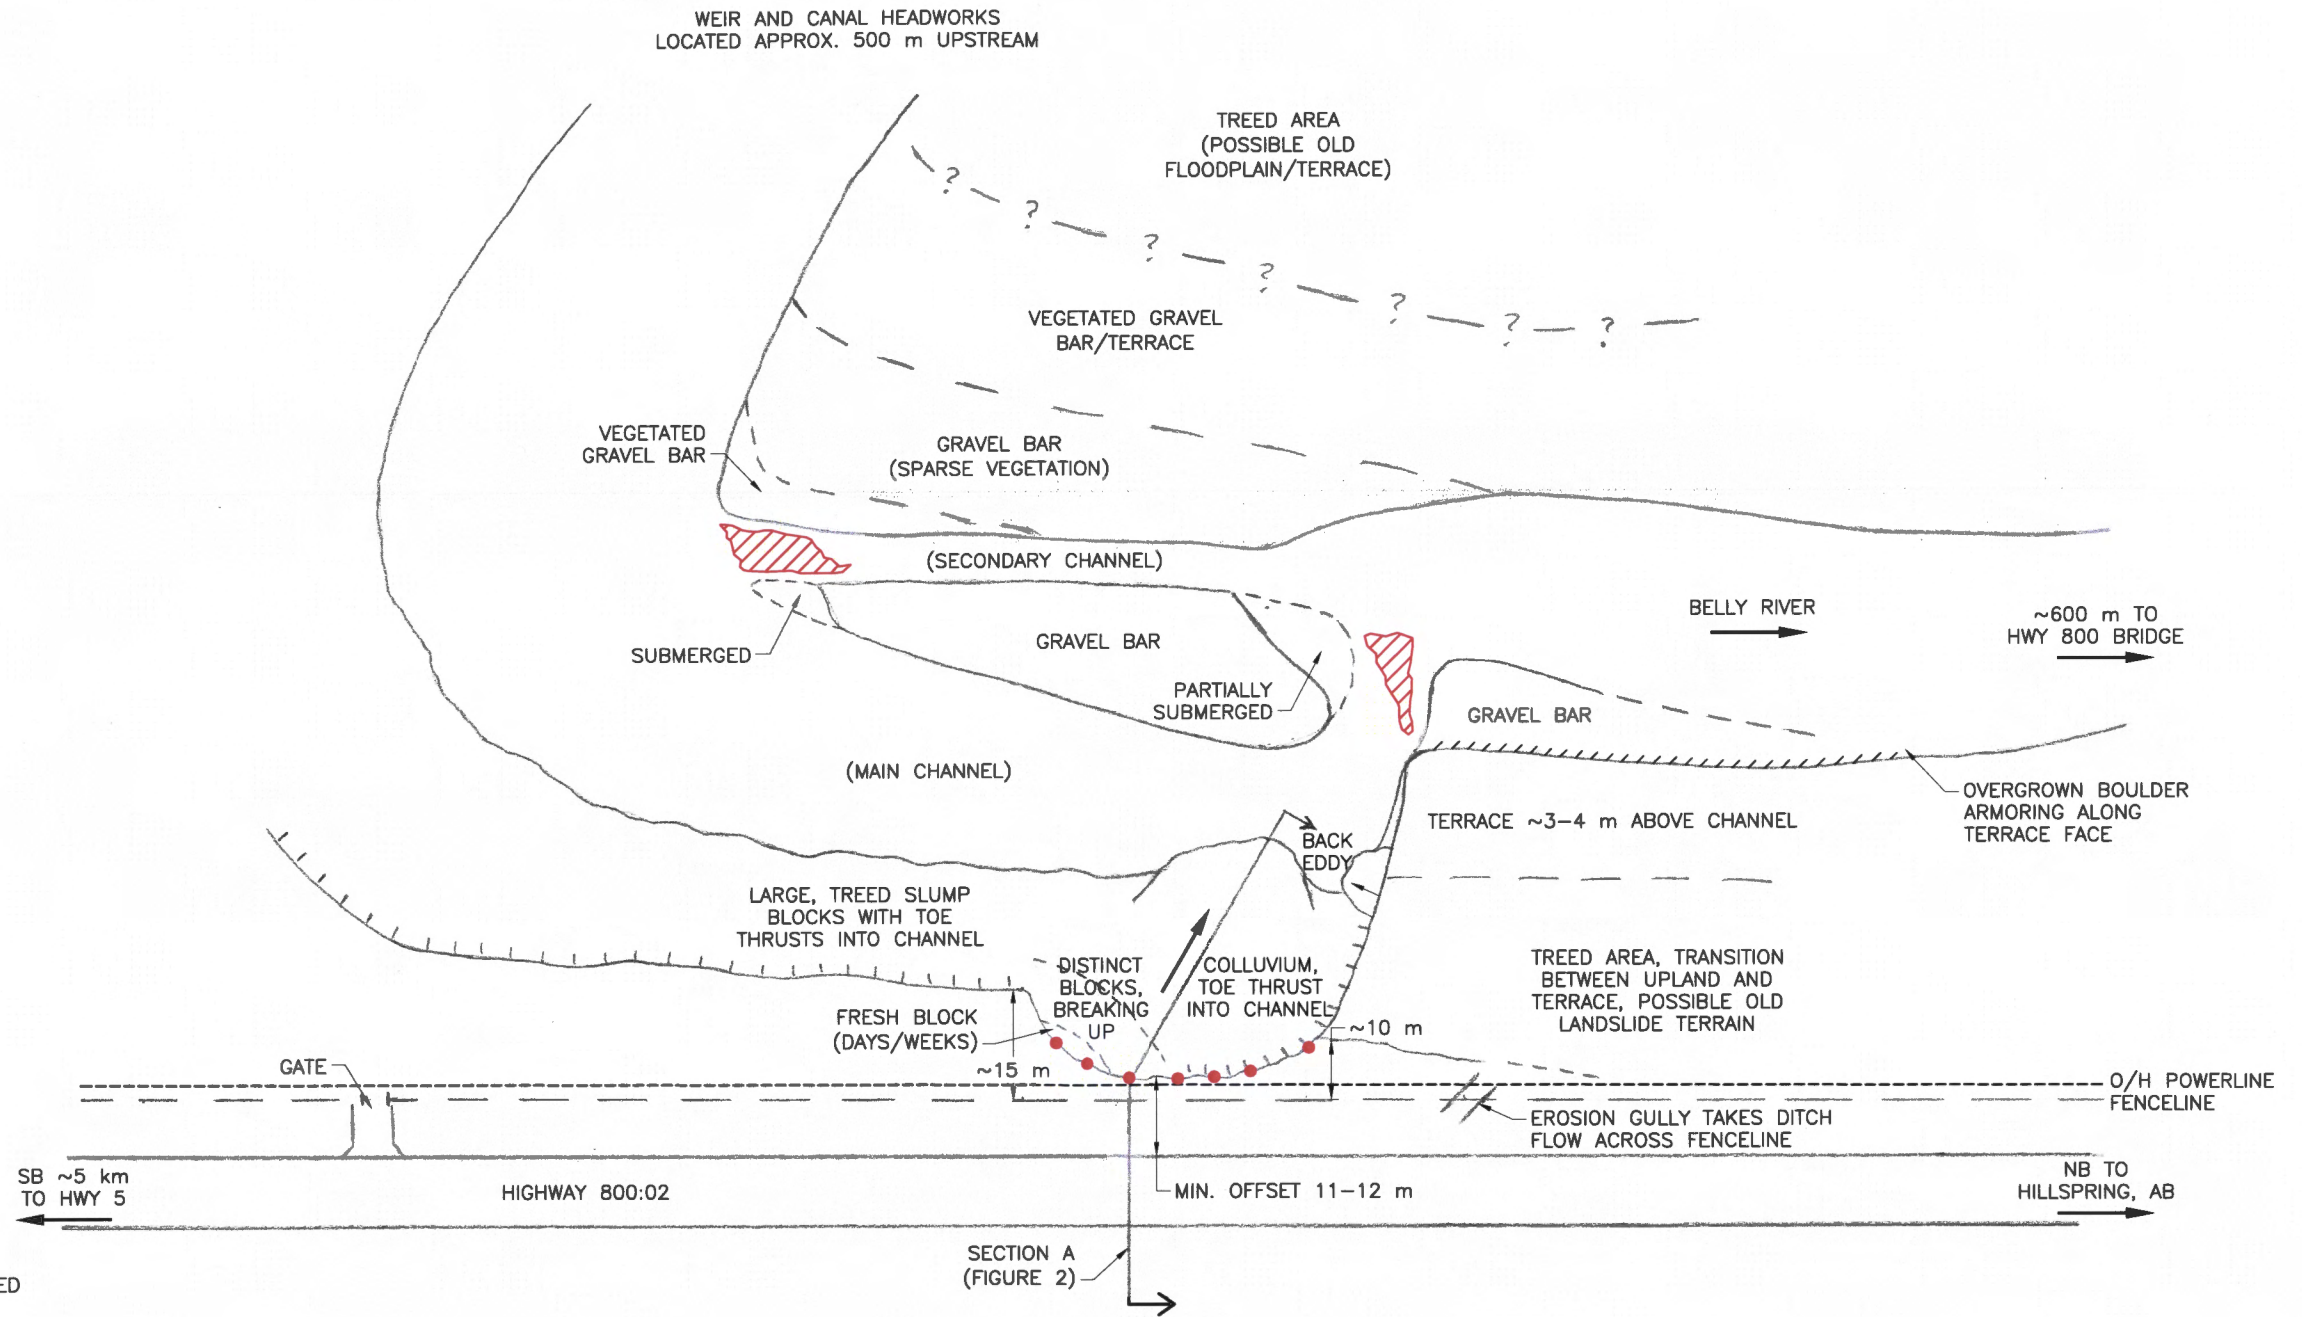 WEIR AND CANAL HEADWORKS
LOCATED APPROX. 500 m UPSTREAM
TREED AREA
(POSSIBLE OLD
FLOODPLAIN/TERRACE)
?
?
?
?
?
?
?
VEGETATED GRAVEL
BAR/TERRACE
VEGETATED
GRAVEL BAR
GRAVEL BAR
(SPARSE VEGETATION)
(SECONDARY CHANNEL)
SUBMERGED
GRAVEL BAR
PARTIALLY
SUBMERGED
BELLY RIVER
~600 m TO
HWY 800 BRIDGE
GRAVEL BAR
(MAIN CHANNEL)
OVERGROWN BOULDER
ARMORING ALONG
TERRACE FACE
TERRACE ~3-4 m ABOVE CHANNEL
BACK
EDDY
LARGE, TREED SLUMP
BLOCKS WITH TOE
THRUSTS INTO CHANNEL
DISTINCT
BLOCKS,
BREAKING
UP
COLLUVIUM,
TOE THRUST
INTO CHANNEL
TREED AREA, TRANSITION
BETWEEN UPLAND AND
TERRACE, POSSIBLE OLD
LANDSLIDE TERRAIN
FRESH BLOCK
(DAYS/WEEKS)
~10 m
GATE
~15 m
O/H POWERLINE
FENCELINE
EROSION GULLY TAKES DITCH
FLOW ACROSS FENCELINE
SB ~5 km
TO HWY 5
HIGHWAY 800:02
MIN. OFFSET 11-12 m
NB TO
HILLSPRING, AB
SECTION A
(FIGURE 2)
ED